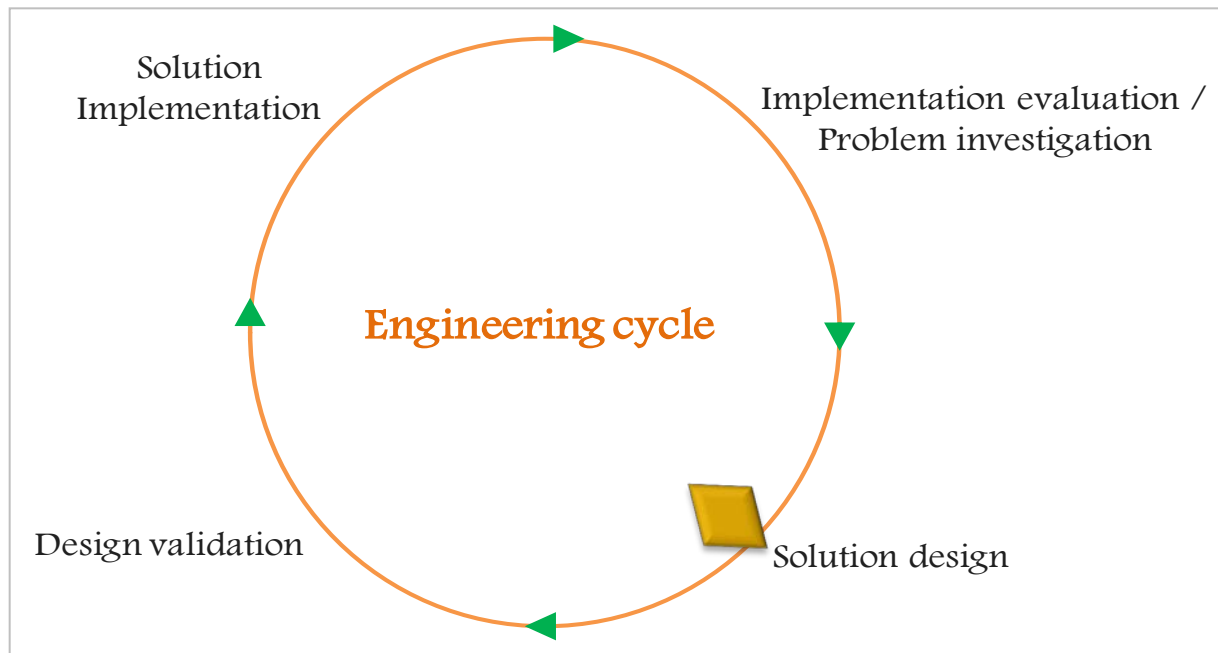 Solution
Implementation
Implementation evaluation /
Problem investigation
Engineering cycle
Design validation
Solution design